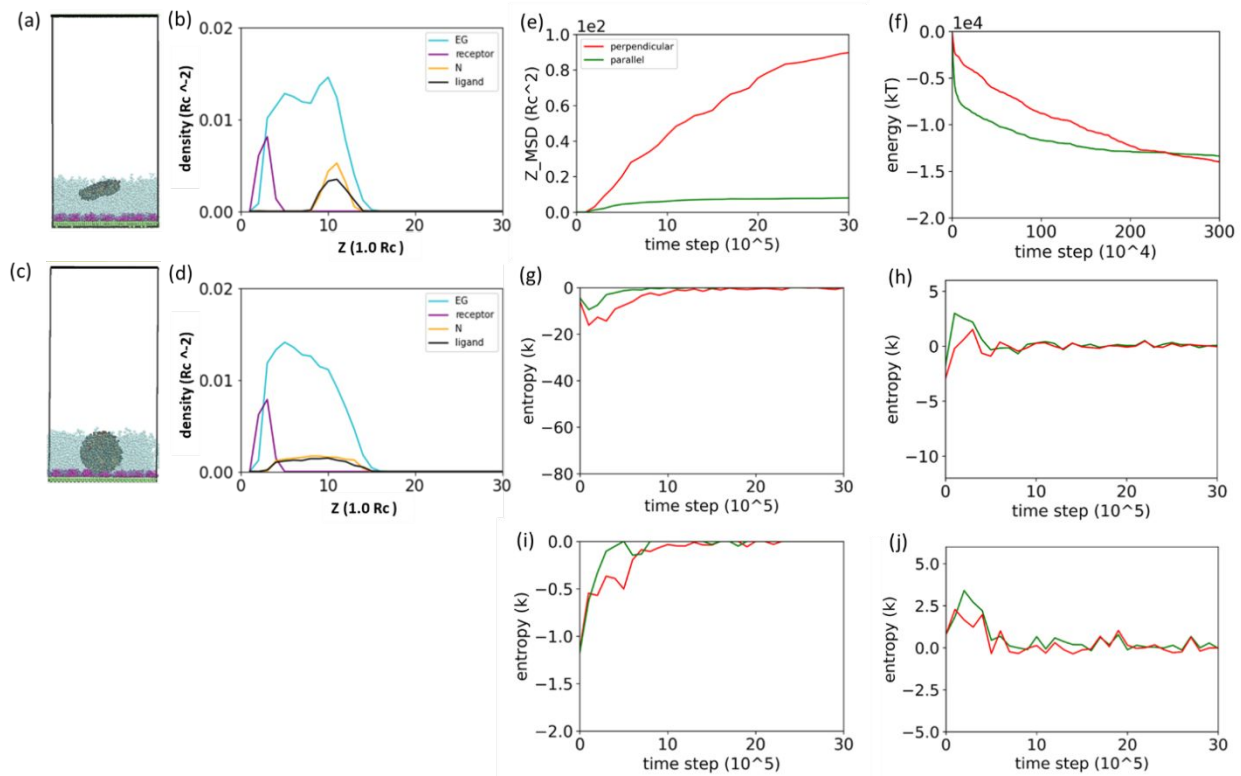 (a)
(b)
density (Rc ^-2)
0.02
0.01
0.00
0
10
20
30
Z (1.0 Rc )
EG
receptor
N
ligand
(e)
1e2
Z_MSD (Rc^2)
1.0
0.8
0.6
0.4
0.2
0.0
0
10
20
30
time step (10^5)
perpendicular
parallel
(f)
1e4
energy (kT)
0.0
−0.5
−1.0
−1.5
−2.0
0
100
200
300
time step (10^4)
(c)
(d)
density (Rc ^-2)
0.02
0.01
0.00
0
10
20
30
Z (1.0 Rc )
EG
receptor
N
ligand
(g)
entropy (k)
0
−20
−40
−60
−80
0
10
20
30
time step (10^5)
(h)
entropy (k)
5
0
−5
−10
0
10
20
30
time step (10^5)
(i)
entropy (k)
0.0
−0.5
−1.0
−1.5
−2.0
0
10
20
30
time step (10^5)
(j)
entropy (k)
5.0
2.5
0.0
−2.5
−5.0
0
10
20
30
time step (10^5)